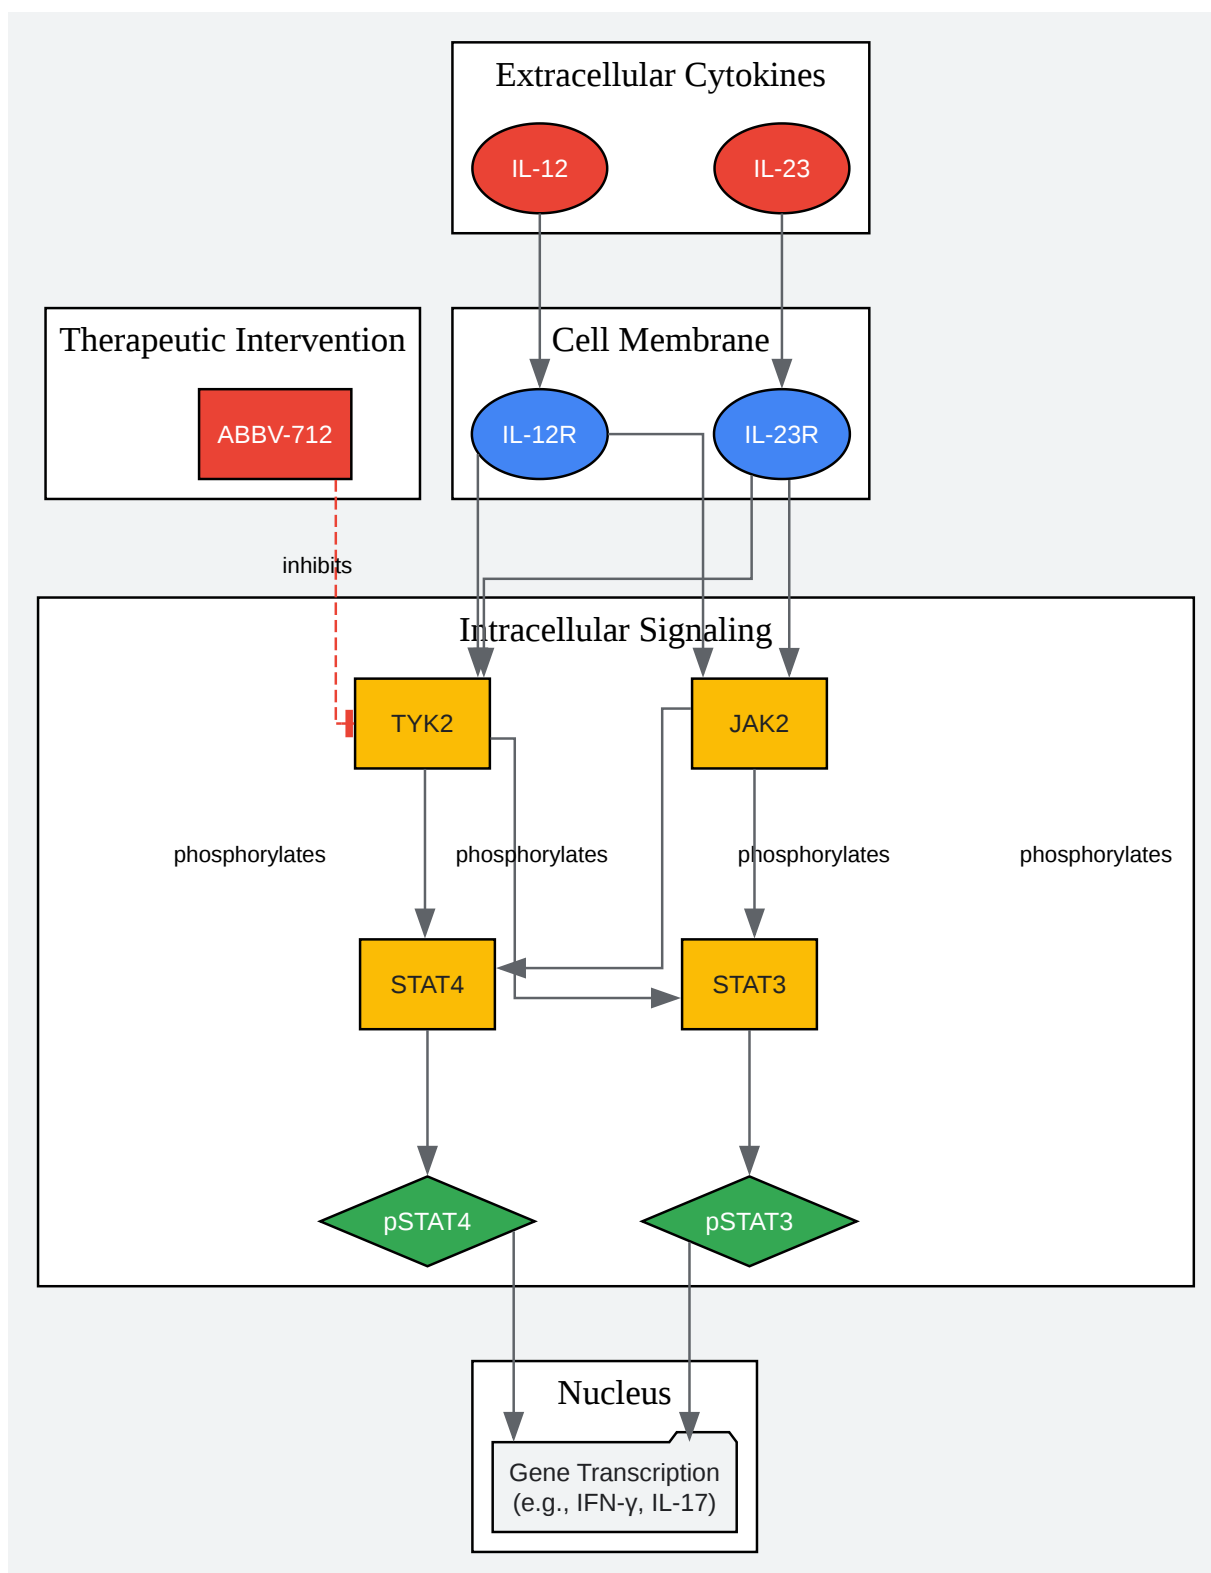 Extracellular Cytokines
IL-12
IL-23
Therapeutic Intervention
ABBV-712
Cell Membrane
IL-12R
IL-23R
inhibits
Intracellular Signaling
TYK2
JAK2
phosphorylates
phosphorylates
phosphorylates
phosphorylates
STAT4
STAT3
pSTAT4
pSTAT3
Nucleus
Gene Transcription
(e.g., IFN-γ, IL-17)